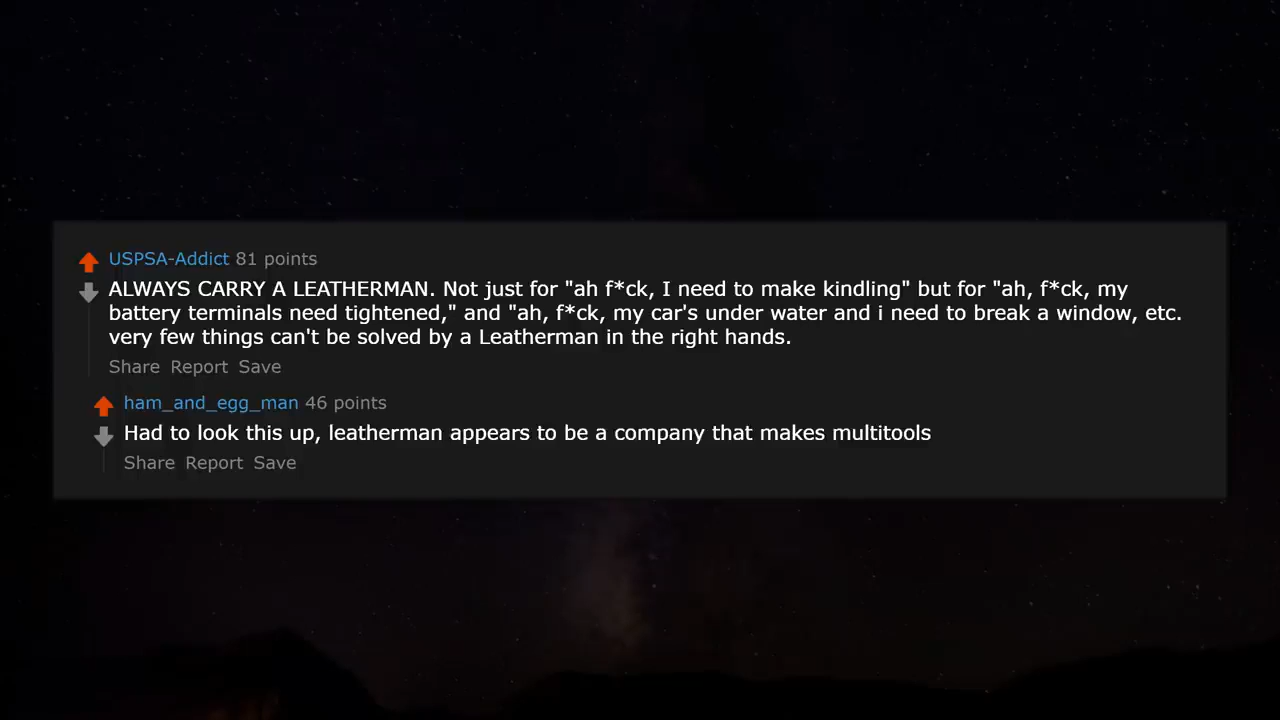 USPSA-Addict 81 points
ALWAYS CARRY A LEATHERMAN. Not just for "ah f*ck, I need to make kindling" but for "ah, f*ck, my
battery terminals need tightened," and "ah, f*ck, my car's under water and i need to break a window, etc.
very few things can't be solved by a Leatherman in the right hands.
Share Report Save
ham_and_egg_man 46 points
Had to look this up, leatherman appears to be a company that makes multitools
Share Report Save